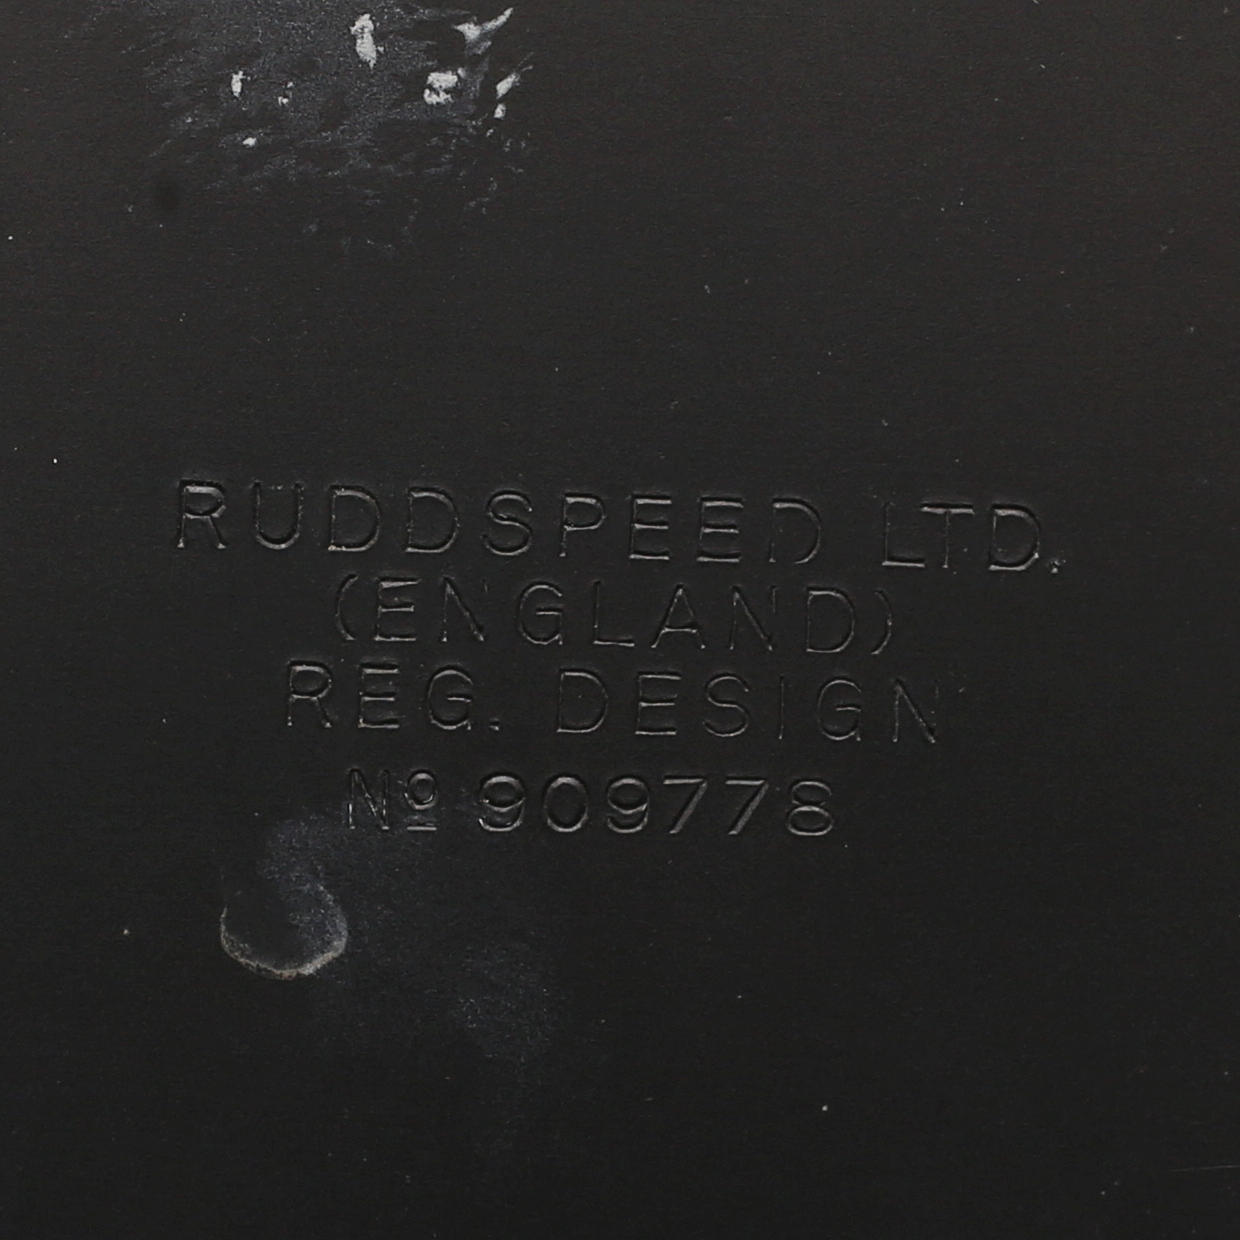 RUDDSPEED LTD.
(ENGLAND)
REG. DESIGN
Nº 909778